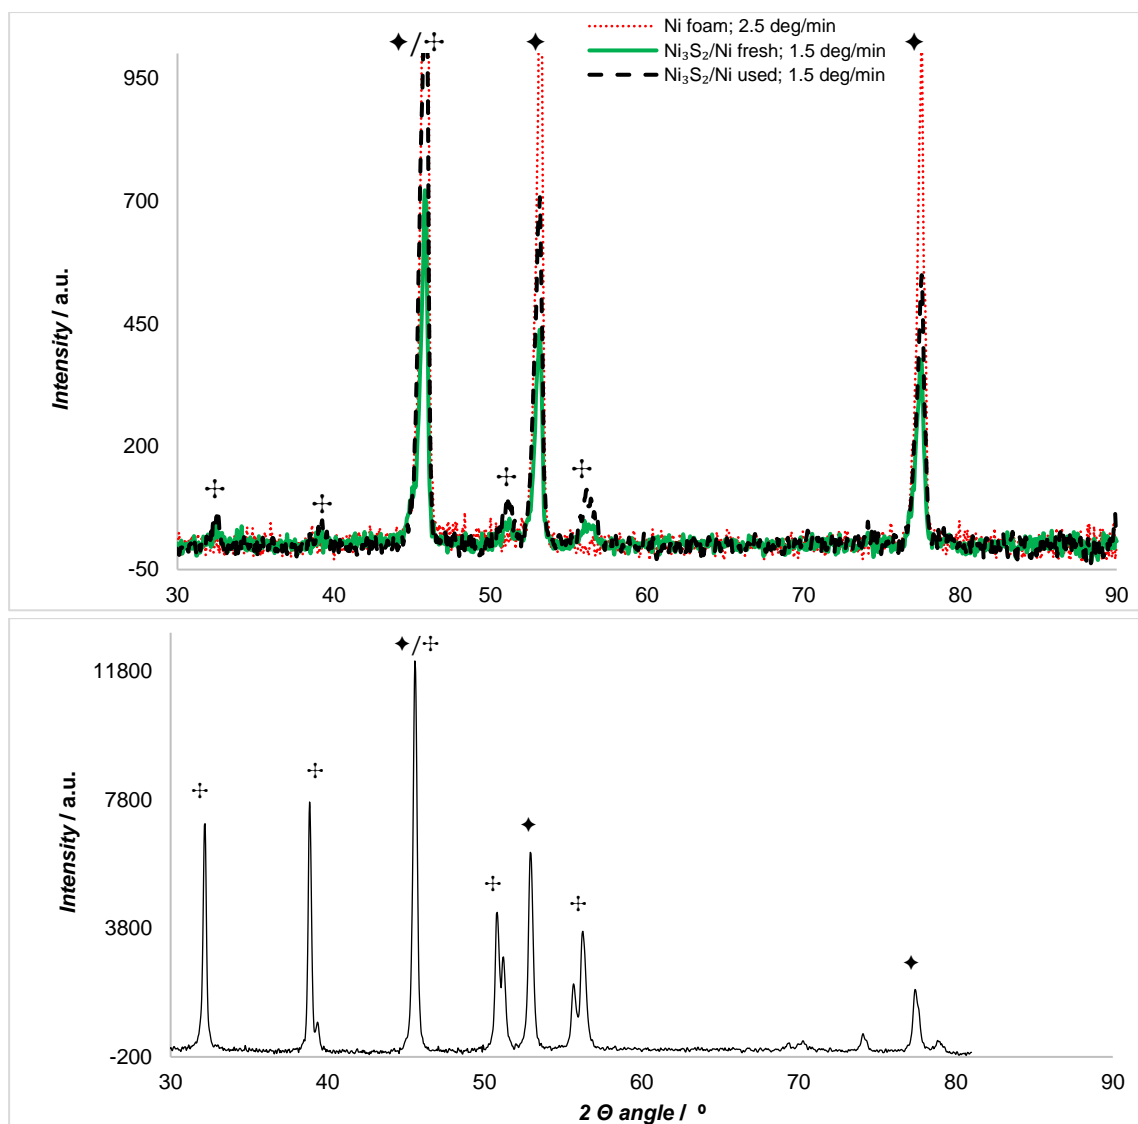 ✦/✢ ✦ ✦
Ni foam; 2.5 deg/min
Ni₃S₂/Ni fresh; 1.5 deg/min
Ni₃S₂/Ni used; 1.5 deg/min
950
700
450
200
-50
Intensity / a.u.
✢ ✢ ✢ ✢
30 40 50 60 70 80 90
✦/✢
11800
7800
3800
-200
Intensity / a.u.
✢ ✢ ✦ ✢ ✢ ✦
30 40 50 60 70 80 90
2 Θ angle / º